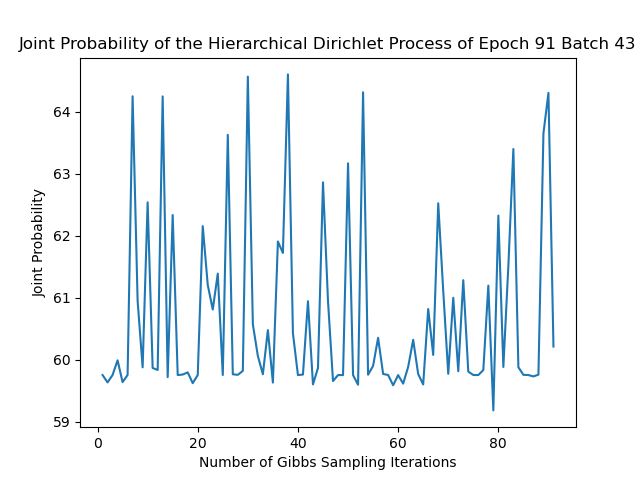 Joint Probability of the Hierarchical Dirichlet Process of Epoch 91 Batch 43
64
63
62
61
60
59
Joint Probability
0 20 40 60 80
Number of Gibbs Sampling Iterations